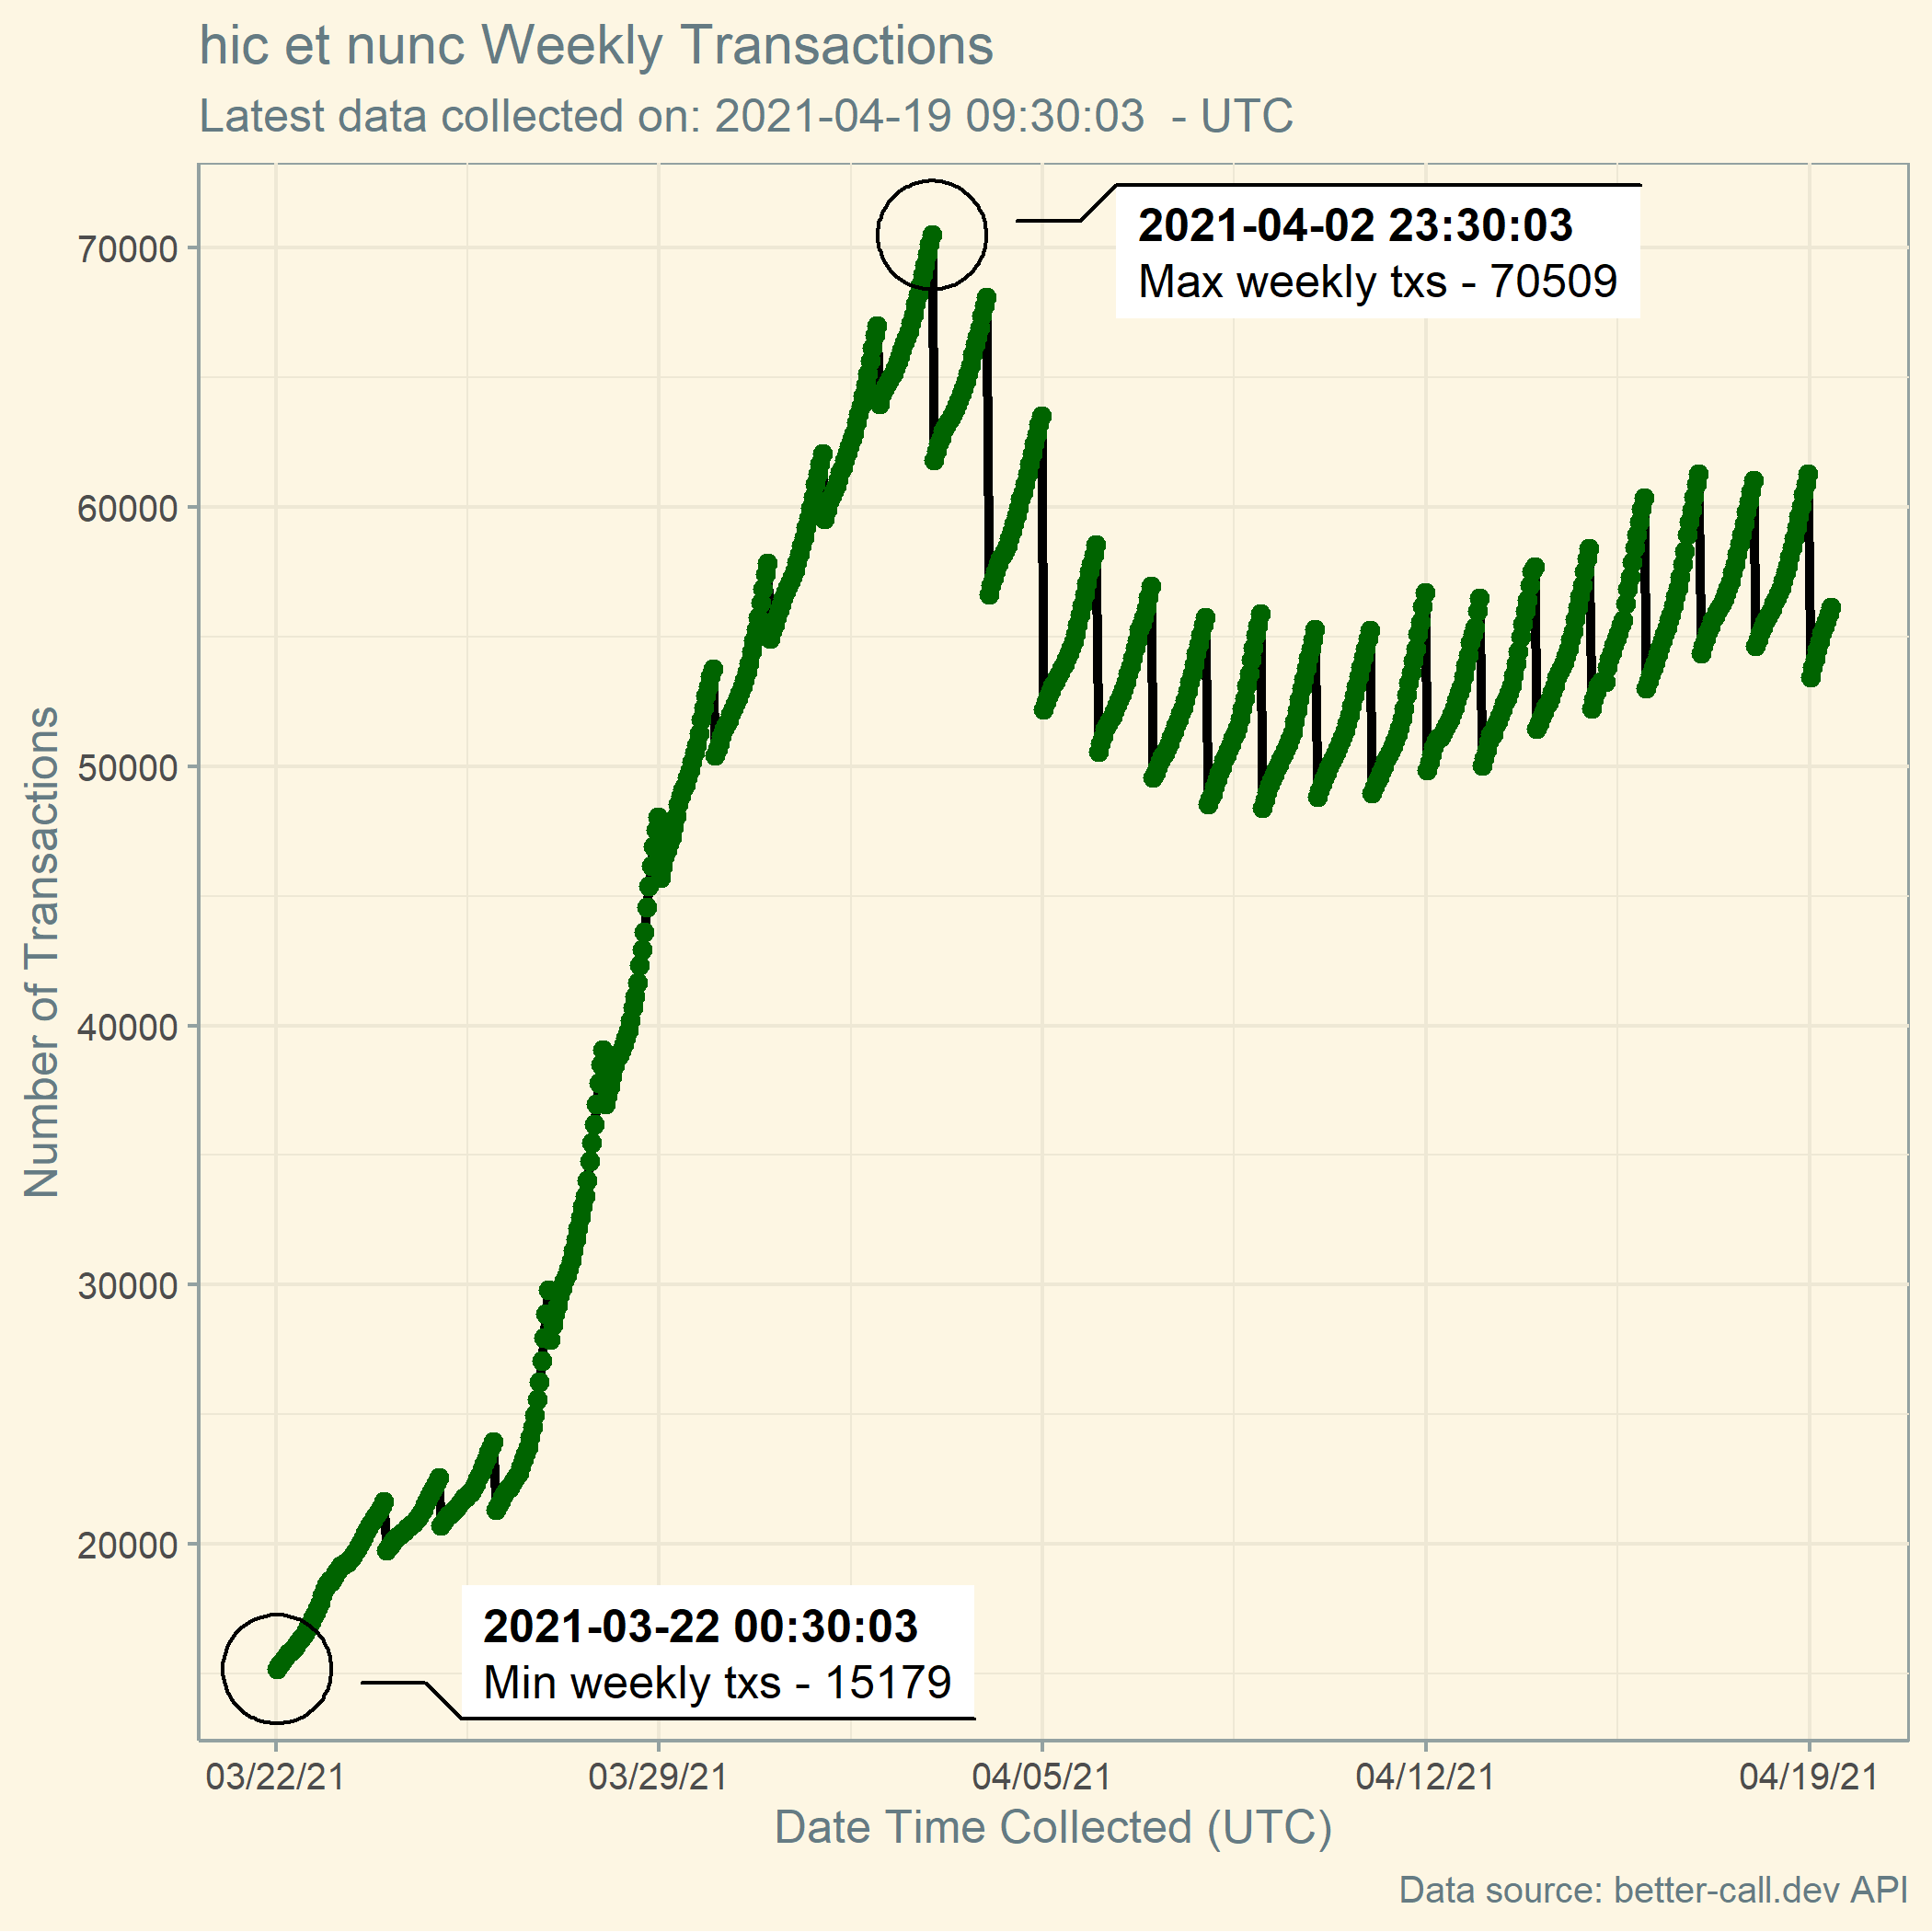 hic et nunc Weekly Transactions
Latest data collected on: 2021-04-19 09:30:03  - UTC
2021-04-02 23:30:03
Max weekly txs - 70509
70000
60000
50000
40000
30000
20000
Number of Transactions
2021-03-22 00:30:03
Min weekly txs - 15179
03/22/21 03/29/21 04/05/21 04/12/21 04/19/21
Date Time Collected (UTC)
Data source: better-call.dev API